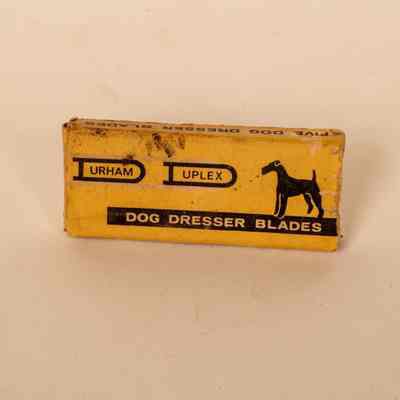 FIVE DOG DRESSER BLADES
DURHAM DUPLEX
DOG DRESSER BLADES